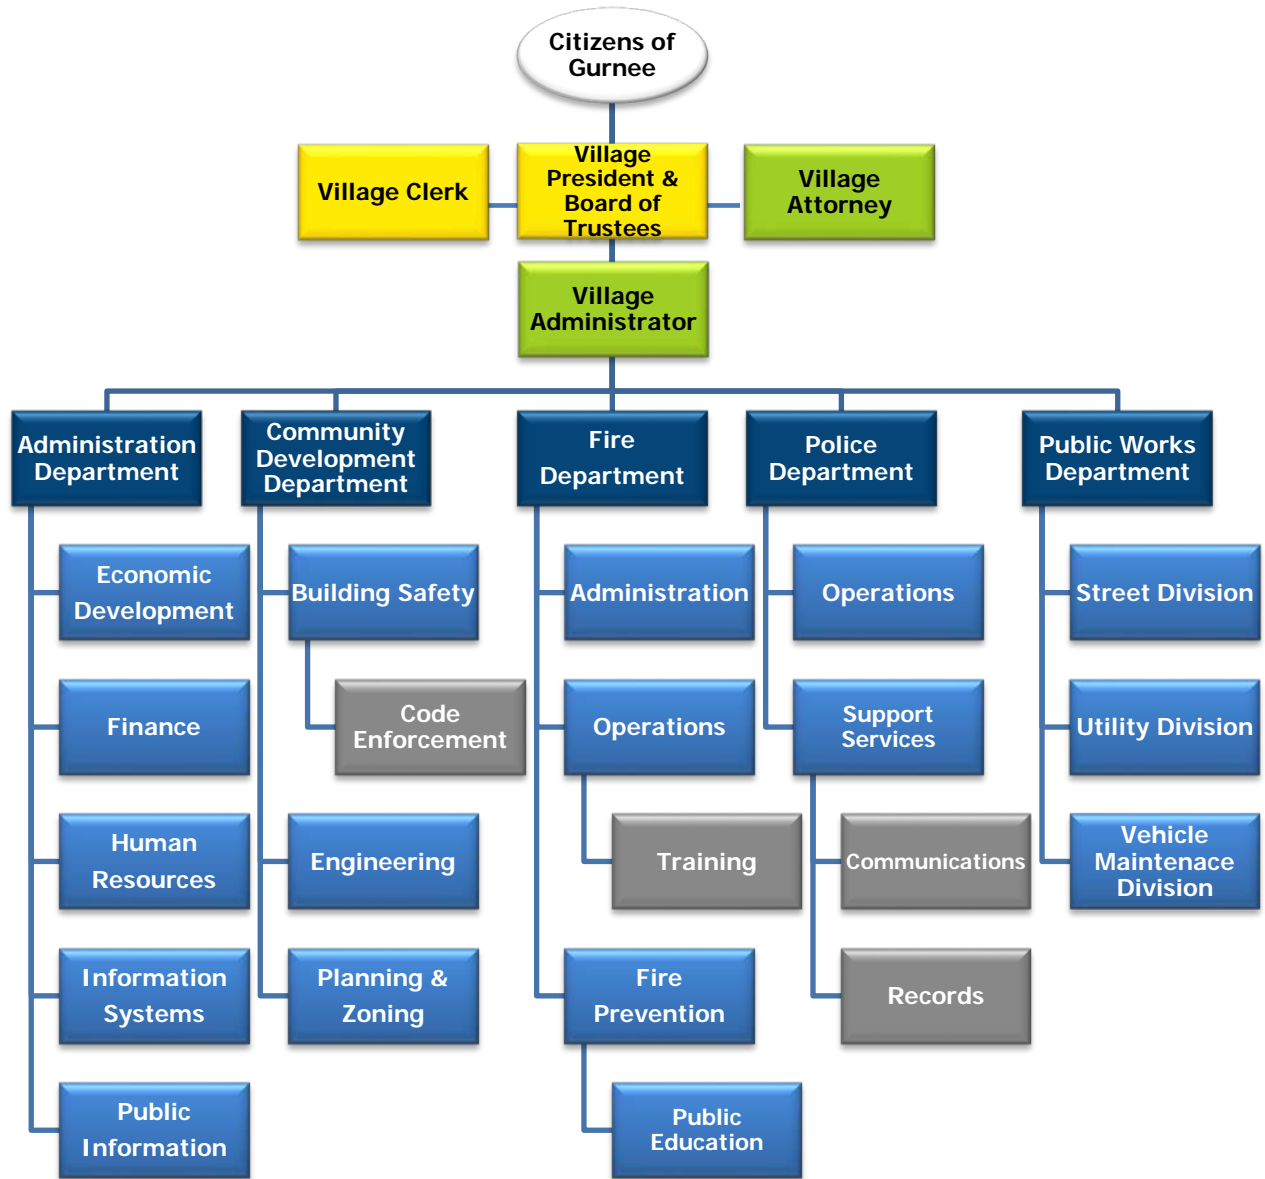 Citizens of
Gurnee
Village Clerk
Village
President &
Board of
Trustees
Village
Attorney
Village
Administrator
Administration
Department
Community
Development
Department
Fire
Department
Police
Department
Public Works
Department
Economic
Development
Building Safety
Administration
Operations
Street Division
Finance
Code
Enforcement
Operations
Support
Services
Utility Division
Human
Resources
Engineering
Training
Communications
Vehicle
Maintenace
Division
Information
Systems
Planning &
Zoning
Fire
Prevention
Records
Public
Information
Public
Education